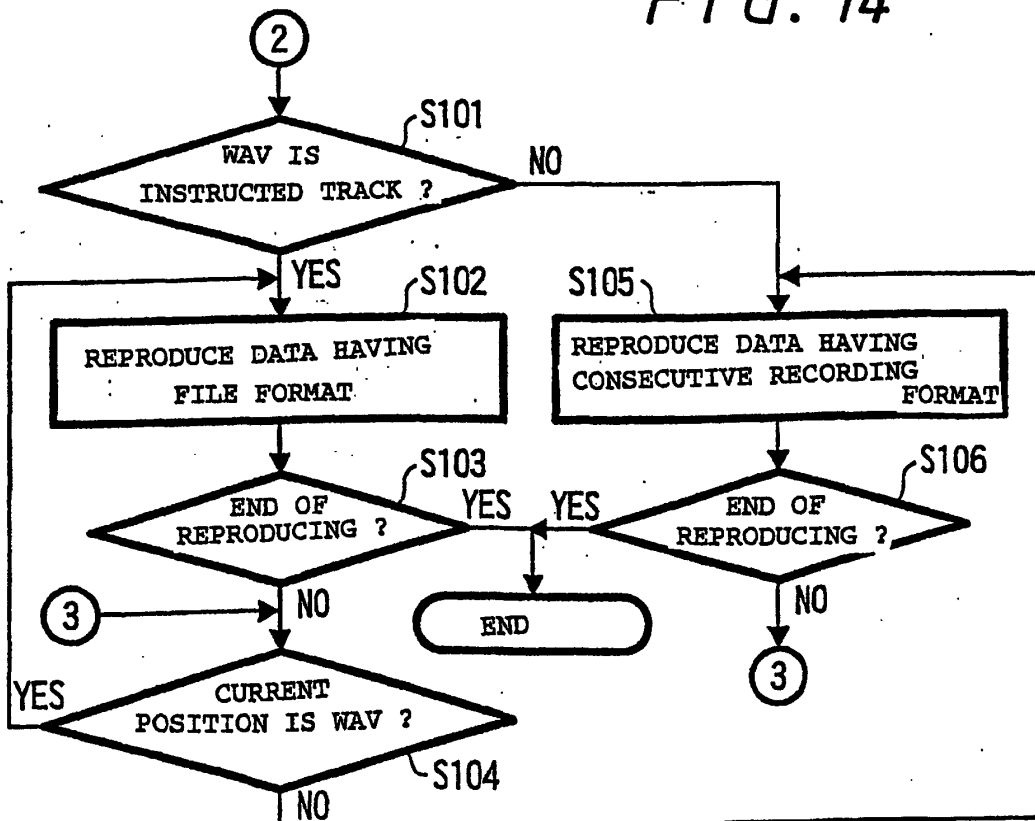 FIG. 14
2
S101
WAV IS
INSTRUCTED TRACK ?
NO
YES
S102
REPRODUCE DATA HAVING
FILE FORMAT
S105
REPRODUCE DATA HAVING
CONSECUTIVE RECORDING
FORMAT
S103
END OF
REPRODUCING ?
YES
YES
S106
END OF
REPRODUCING ?
NO
3
END
NO
3
YES
CURRENT
POSITION IS WAV ?
S104
NO